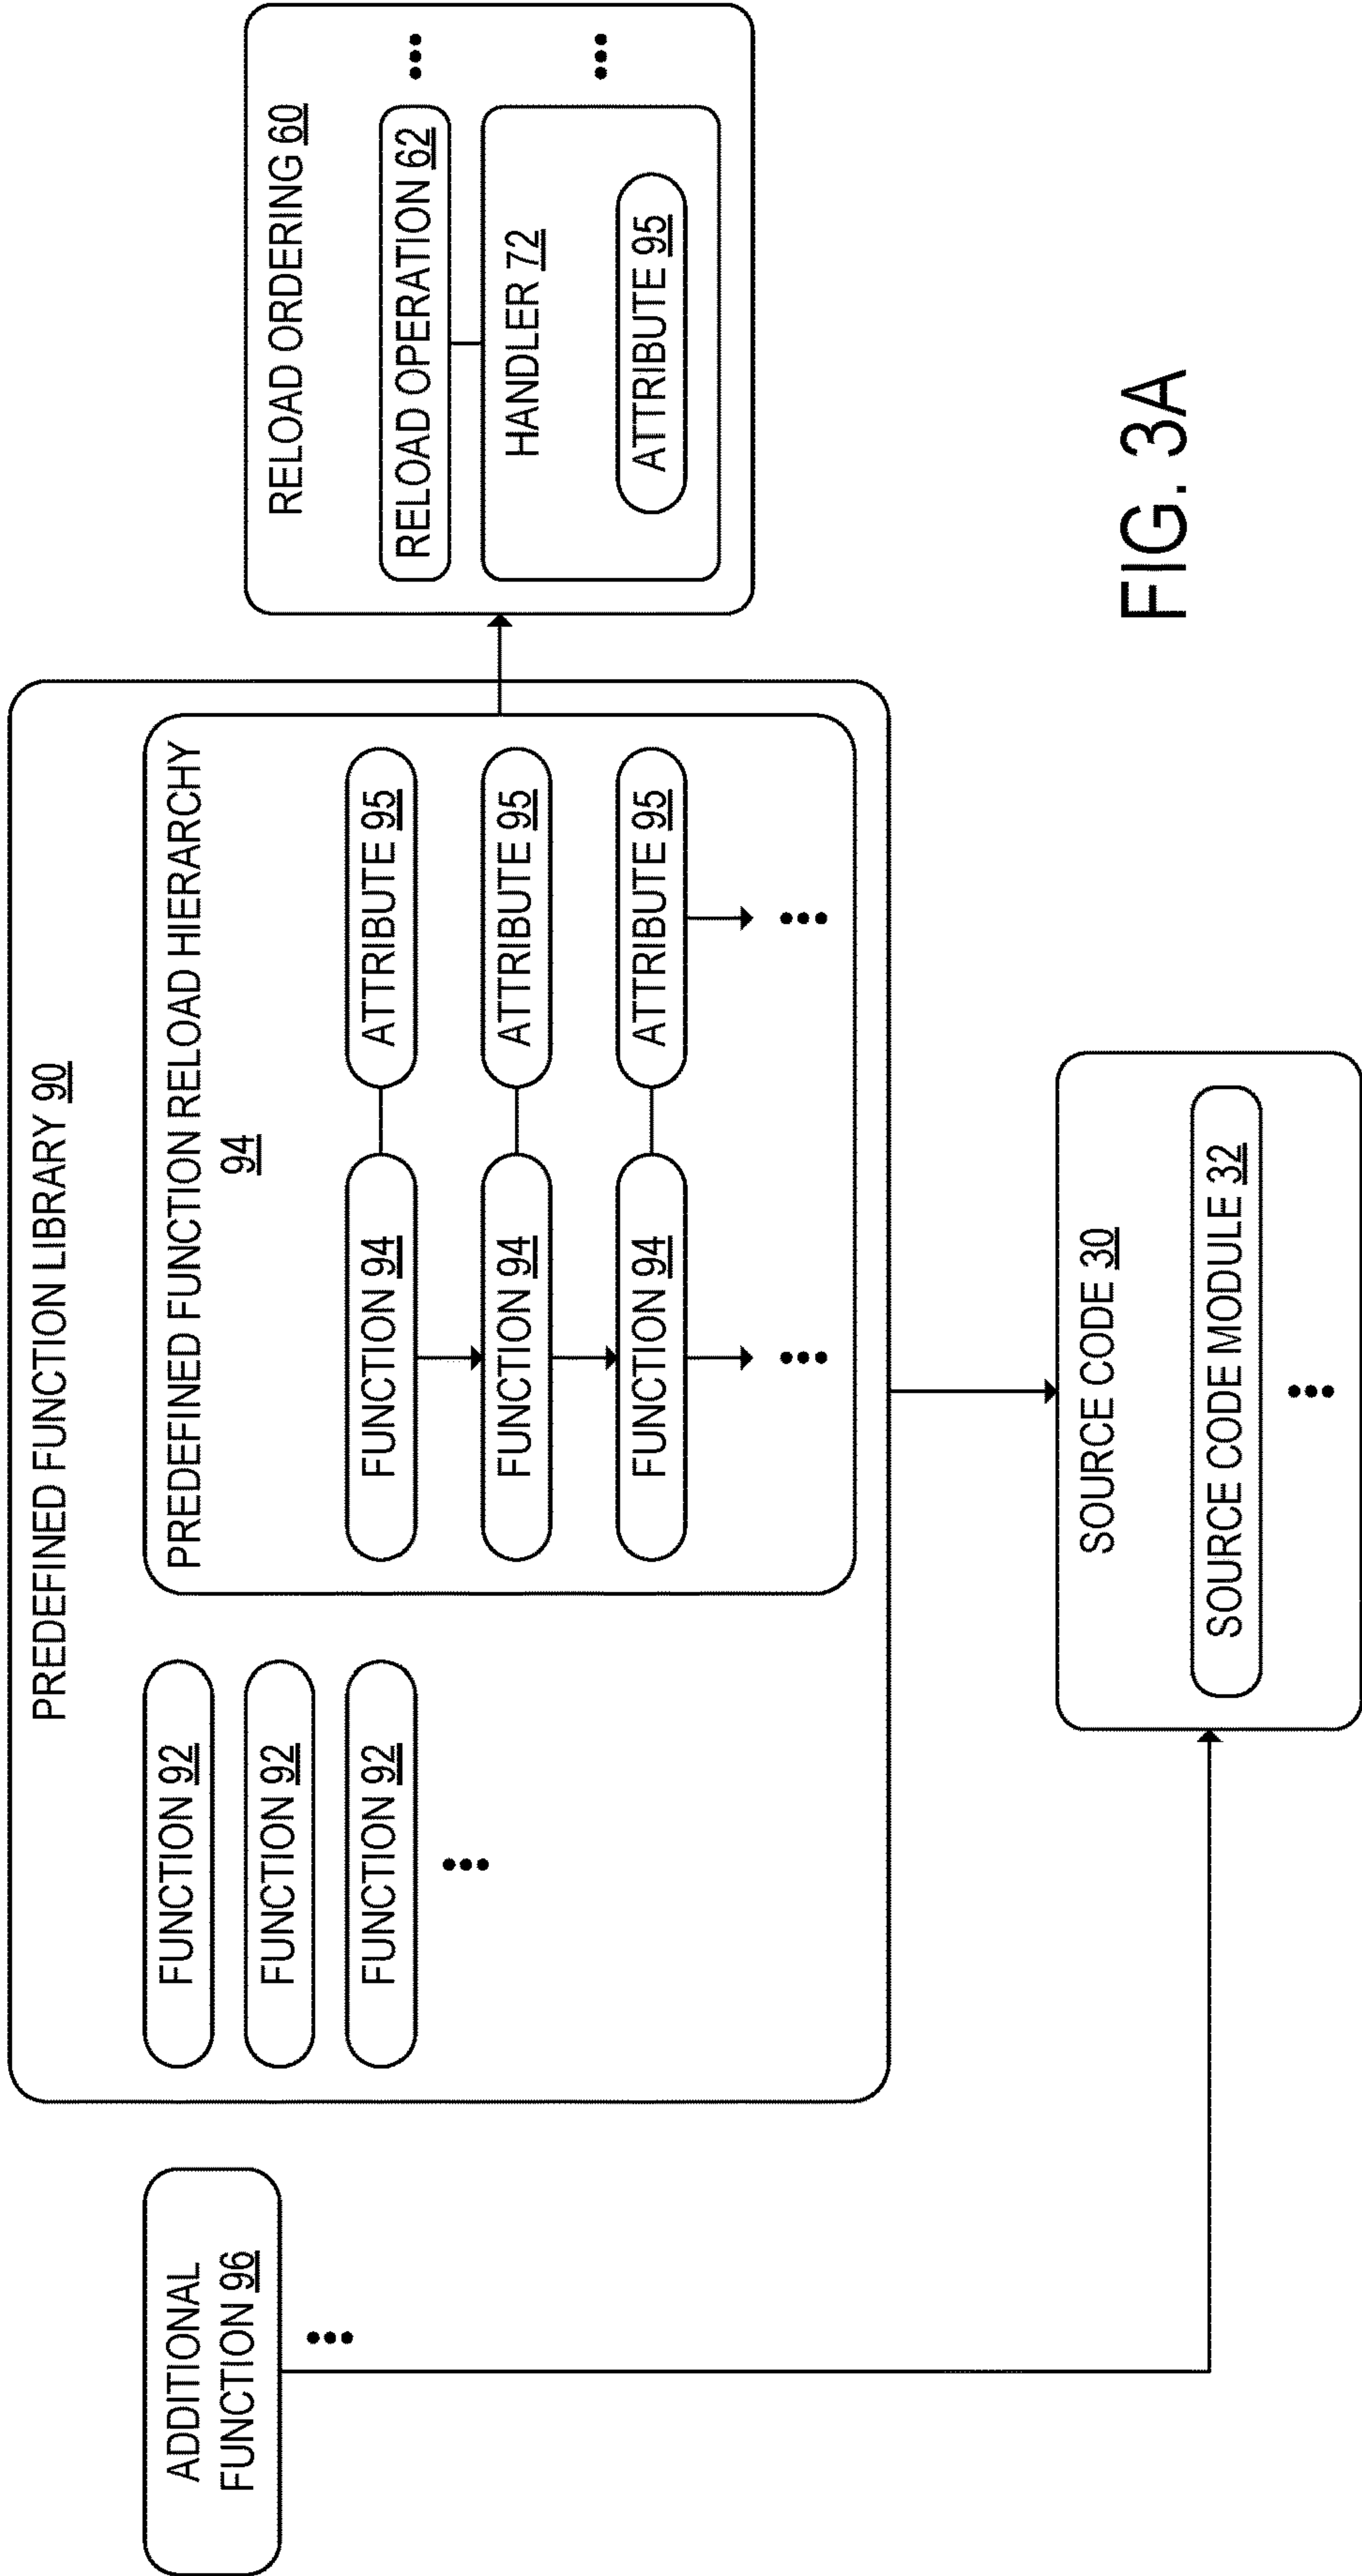 ADDITIONAL
FUNCTION 96
PREDEFINED FUNCTION LIBRARY 90
FUNCTION 92
FUNCTION 92
FUNCTION 92
PREDEFINED FUNCTION RELOAD HIERARCHY
94
FUNCTION 94
ATTRIBUTE 95
FUNCTION 94
ATTRIBUTE 95
FUNCTION 94
ATTRIBUTE 95
RELOAD ORDERING 60
RELOAD OPERATION 62
HANDLER 72
ATTRIBUTE 95
SOURCE CODE 30
SOURCE CODE MODULE 32
FIG. 3A